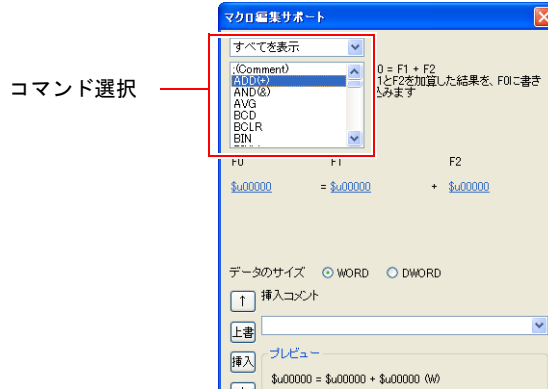 マクロ編集サポート
すべてを表示
コマンド選択
;(Comment)
ADD(+)
AND(&)
AVG
BCD
BCLR
BIN
0 = F1 + F2
1とF2を加算した結果を、F0に書き
込みます
F0 F1 F2
$u00000 = $u00000 + $u00000
データのサイズ WORD DWORD
↑ 挿入コメント
上書
挿入
プレビュー
$u00000 = $u00000 + $u00000 (W)